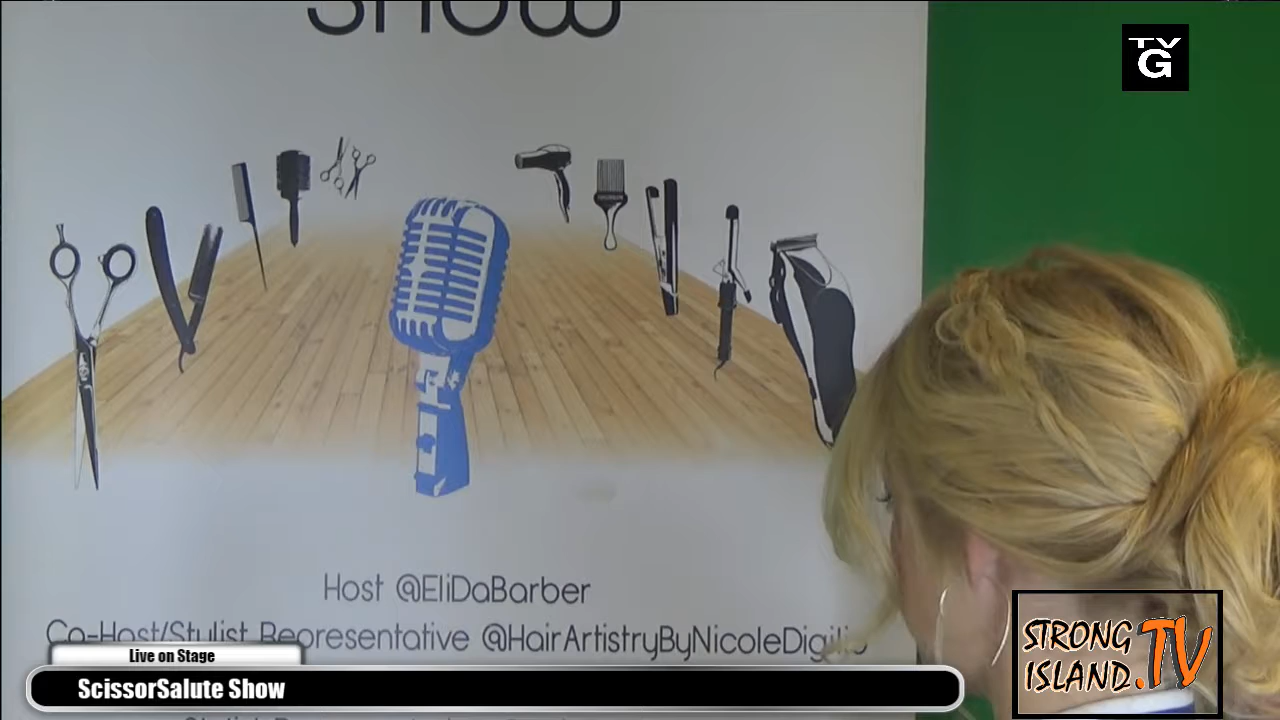 SHOW
TV
G
Host @EliDaBarber
Co-Host/Stylist Representative @HairArtistryByNicoleDigilio
Live on Stage
ScissorSalute Show
STRONG
ISLAND.TV